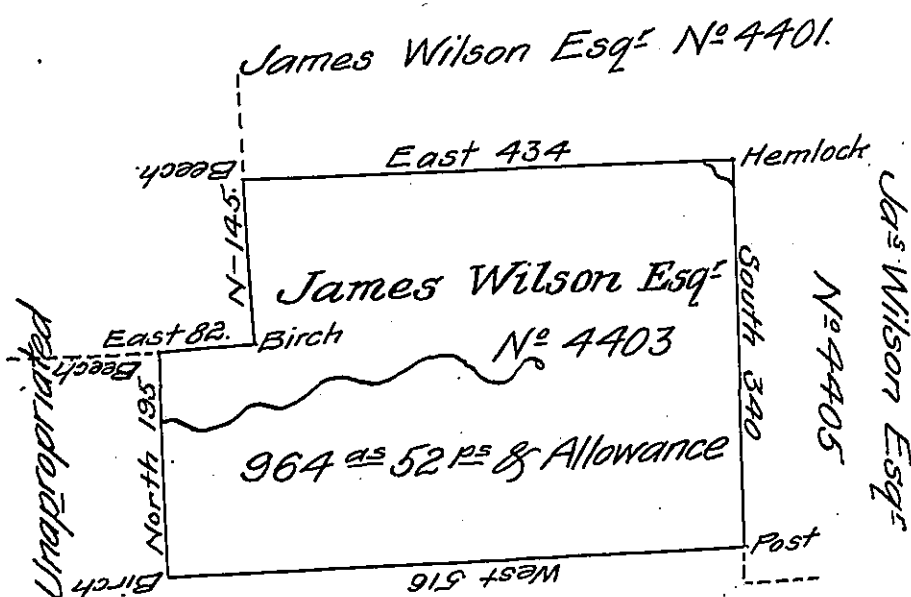 James Wilson Esqr No 4401.
Beech.
East 434
Hemlock
N-145.
James Wilson Esqr
No 4403
East 82.
Birch
Beech
North 195
964 as 52 ps & Allowance
South 340
Jas Wilson Esqr
No 4405
Unappropriated
Birch
West 516
Post